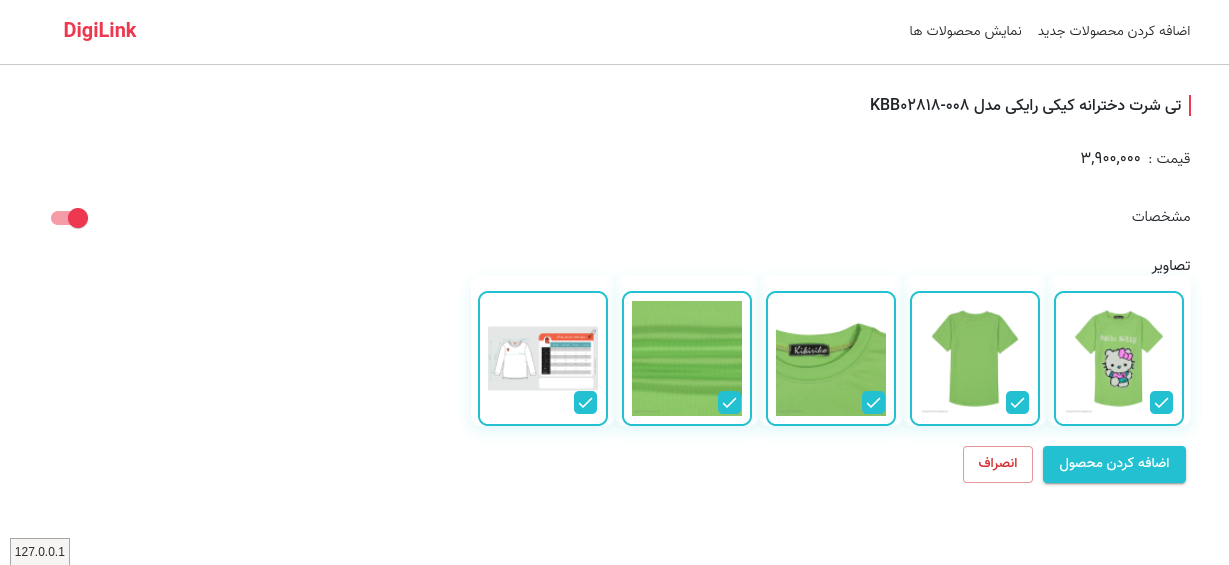 اضافه کردن محصولات جدید نمایش محصولات ها DigiLink
تی شرت دخترانه کیکی رایکی مدل KBB۰۲۸۱۸-۰۰۸
قیمت : ۳,۹۰۰,۰۰۰
مشخصات
تصاویر
Hello Kitty
Kikiriki
اضافه کردن محصول انصراف
127.0.0.1